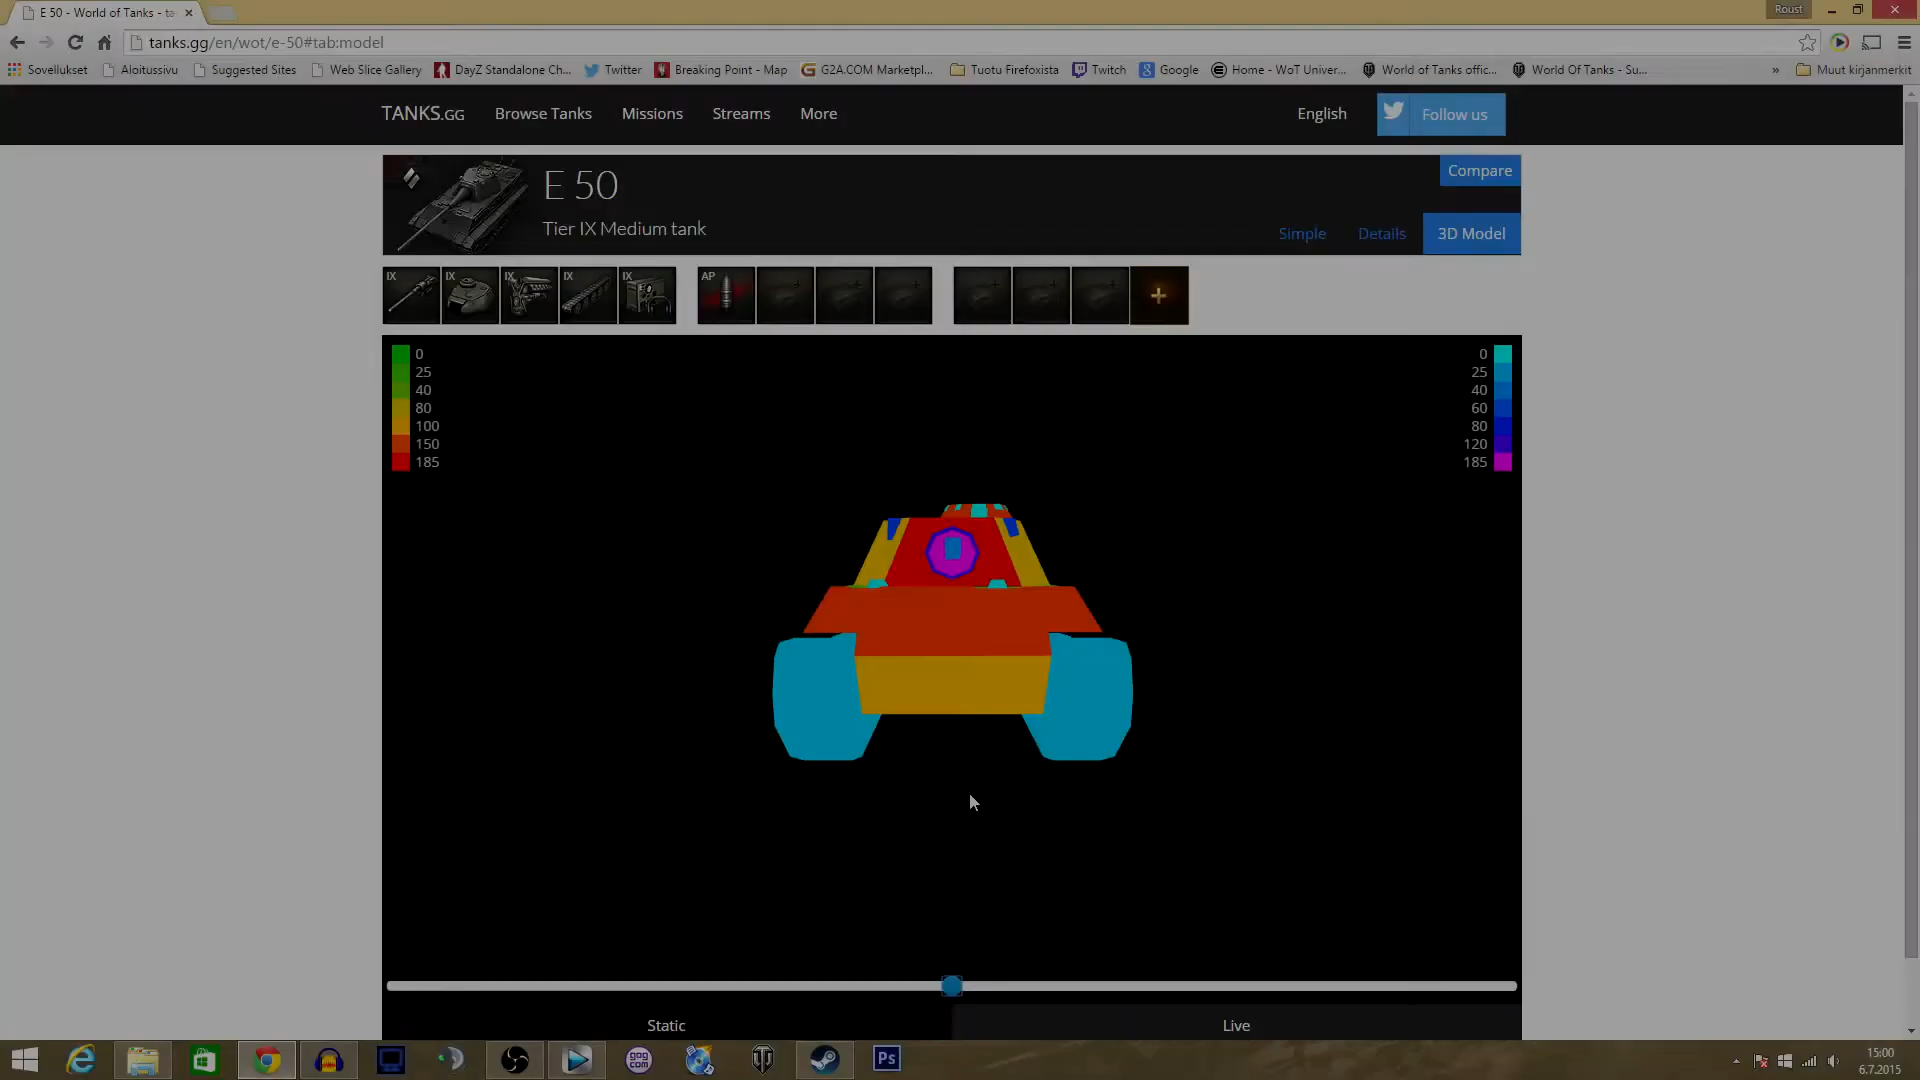 E 50 - World of Tanks - ta
Roust
tanks.gg/en/wot/e-50#tab:model
Sovellukset Aloitussivu Suggested Sites Web Slice Gallery DayZ Standalone Ch... Twitter Breaking Point - Map G2A.COM Marketpl... Tuotu Firefoxista Twitch Google Home - WoT Univer... World of Tanks offic... World Of Tanks - Su... » Muut kirjanmerkit
TANKS.GG Browse Tanks Missions Streams More English Follow us
E 50
Compare
Tier IX Medium tank
Simple Details 3D Model
IX IX IX IX IX AP
0 0
25 25
40 40
80 60
100 80
150 120
185 185
Static Live
gog
com
Ps
15:00
6.7.2015